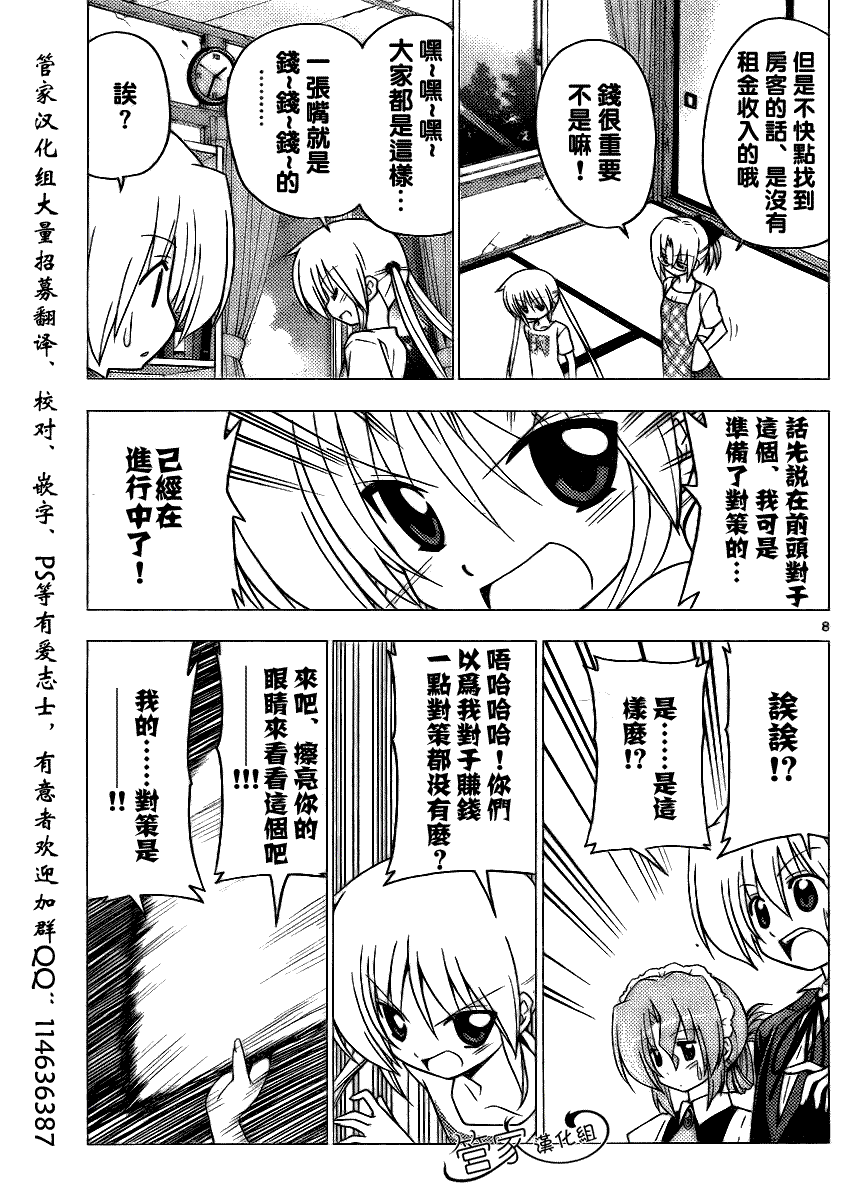 但是不快點找到
房客的話、是沒有
租金收入的哦
錢很重要
不是嘛！
嘿~嘿~嘿~
大家都是這樣…
一張嘴就是
錢~錢~錢~的
………
誒？
話先説在前頭對于
這個、我可是
準備了對策的…
已經在
進行中了！
8
誒誒!?
是……是這
樣麼!?
唔哈哈哈！你們
以爲我對于賺錢
一點對策都没有麼？
來吧、擦亮你的
眼睛來看看這個吧
——!!!
我的……對策是
———!!
管家汉化组大量招募翻译、校对、嵌字、PS等有爱志士，有意者欢迎加群QQ：114636387
管家漢化組